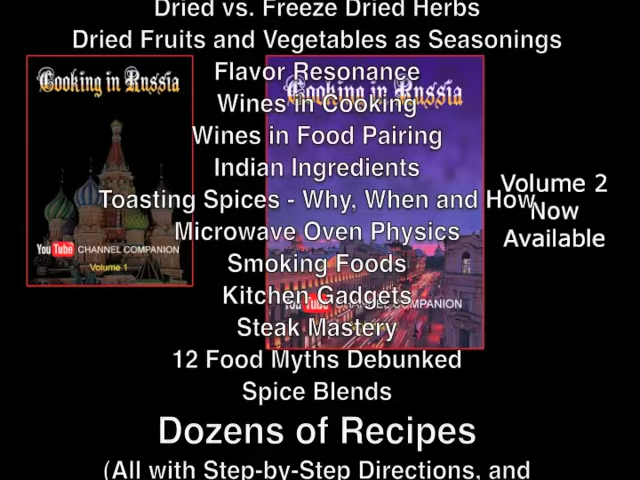 Dried vs. Freeze Dried Herbs
Dried Fruits and Vegetables as Seasonings
Flavor Resonance
Wines in Cooking
Wines in Food Pairing
Indian Ingredients
Toasting Spices - Why, When and How
Microwave Oven Physics
Smoking Foods
Kitchen Gadgets
Steak Mastery
12 Food Myths Debunked
Spice Blends
Dozens of Recipes
(All with Step-by-Step Directions, and
Cooking in Russia
YouTube CHANNEL COMPANION
Volume 1
Cooking in Russia
YouTube CHANNEL COMPANION
Volume 2
Now
Available